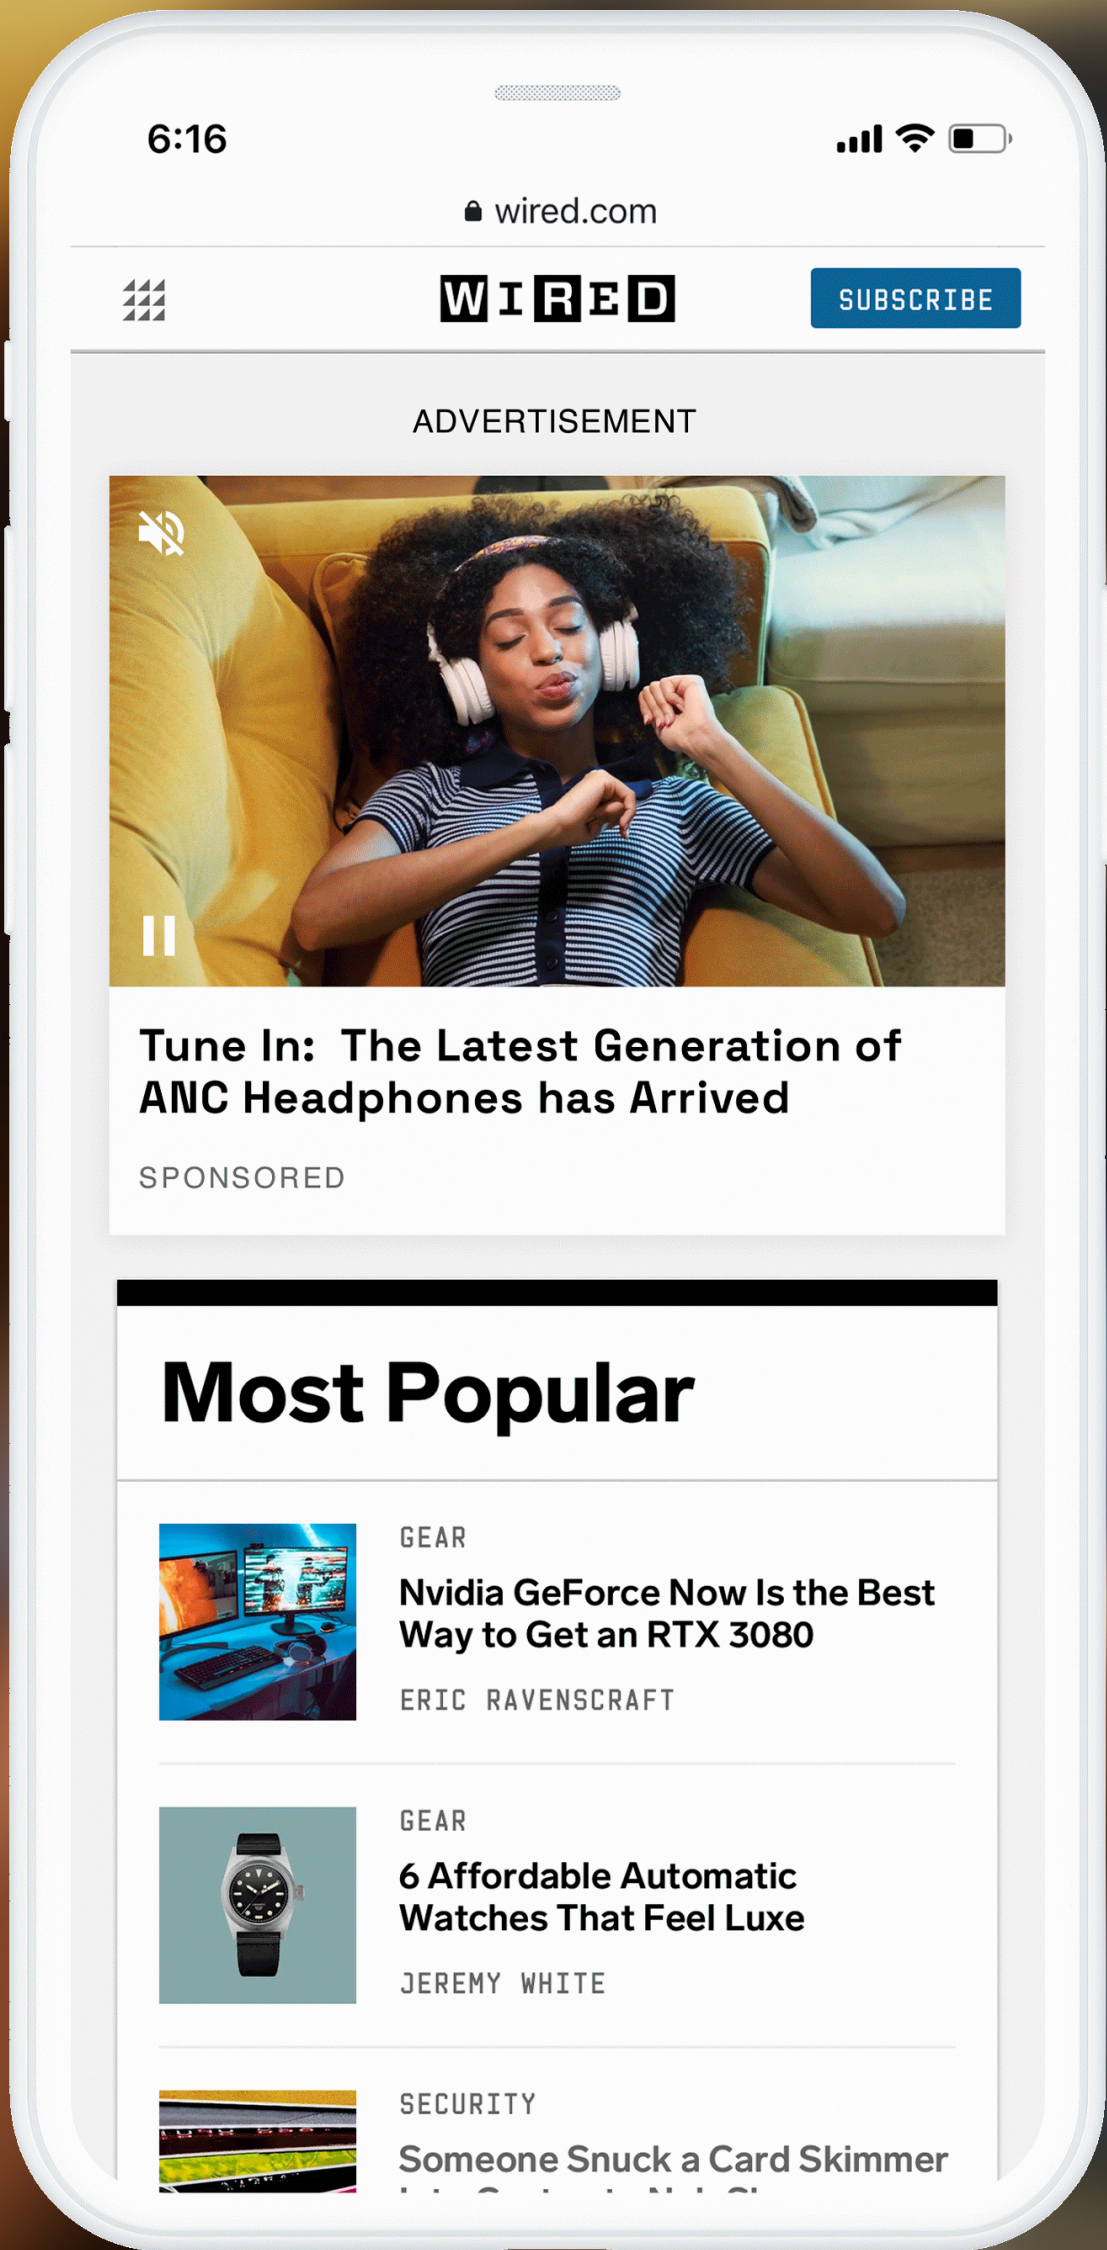 6:16
wired.com
WIRED
SUBSCRIBE
ADVERTISEMENT
Tune In: The Latest Generation of
ANC Headphones has Arrived
SPONSORED
Most Popular
GEAR
Nvidia GeForce Now Is the Best
Way to Get an RTX 3080
ERIC RAVENSCRAFT
GEAR
6 Affordable Automatic
Watches That Feel Luxe
JEREMY WHITE
SECURITY
Someone Snuck a Card Skimmer